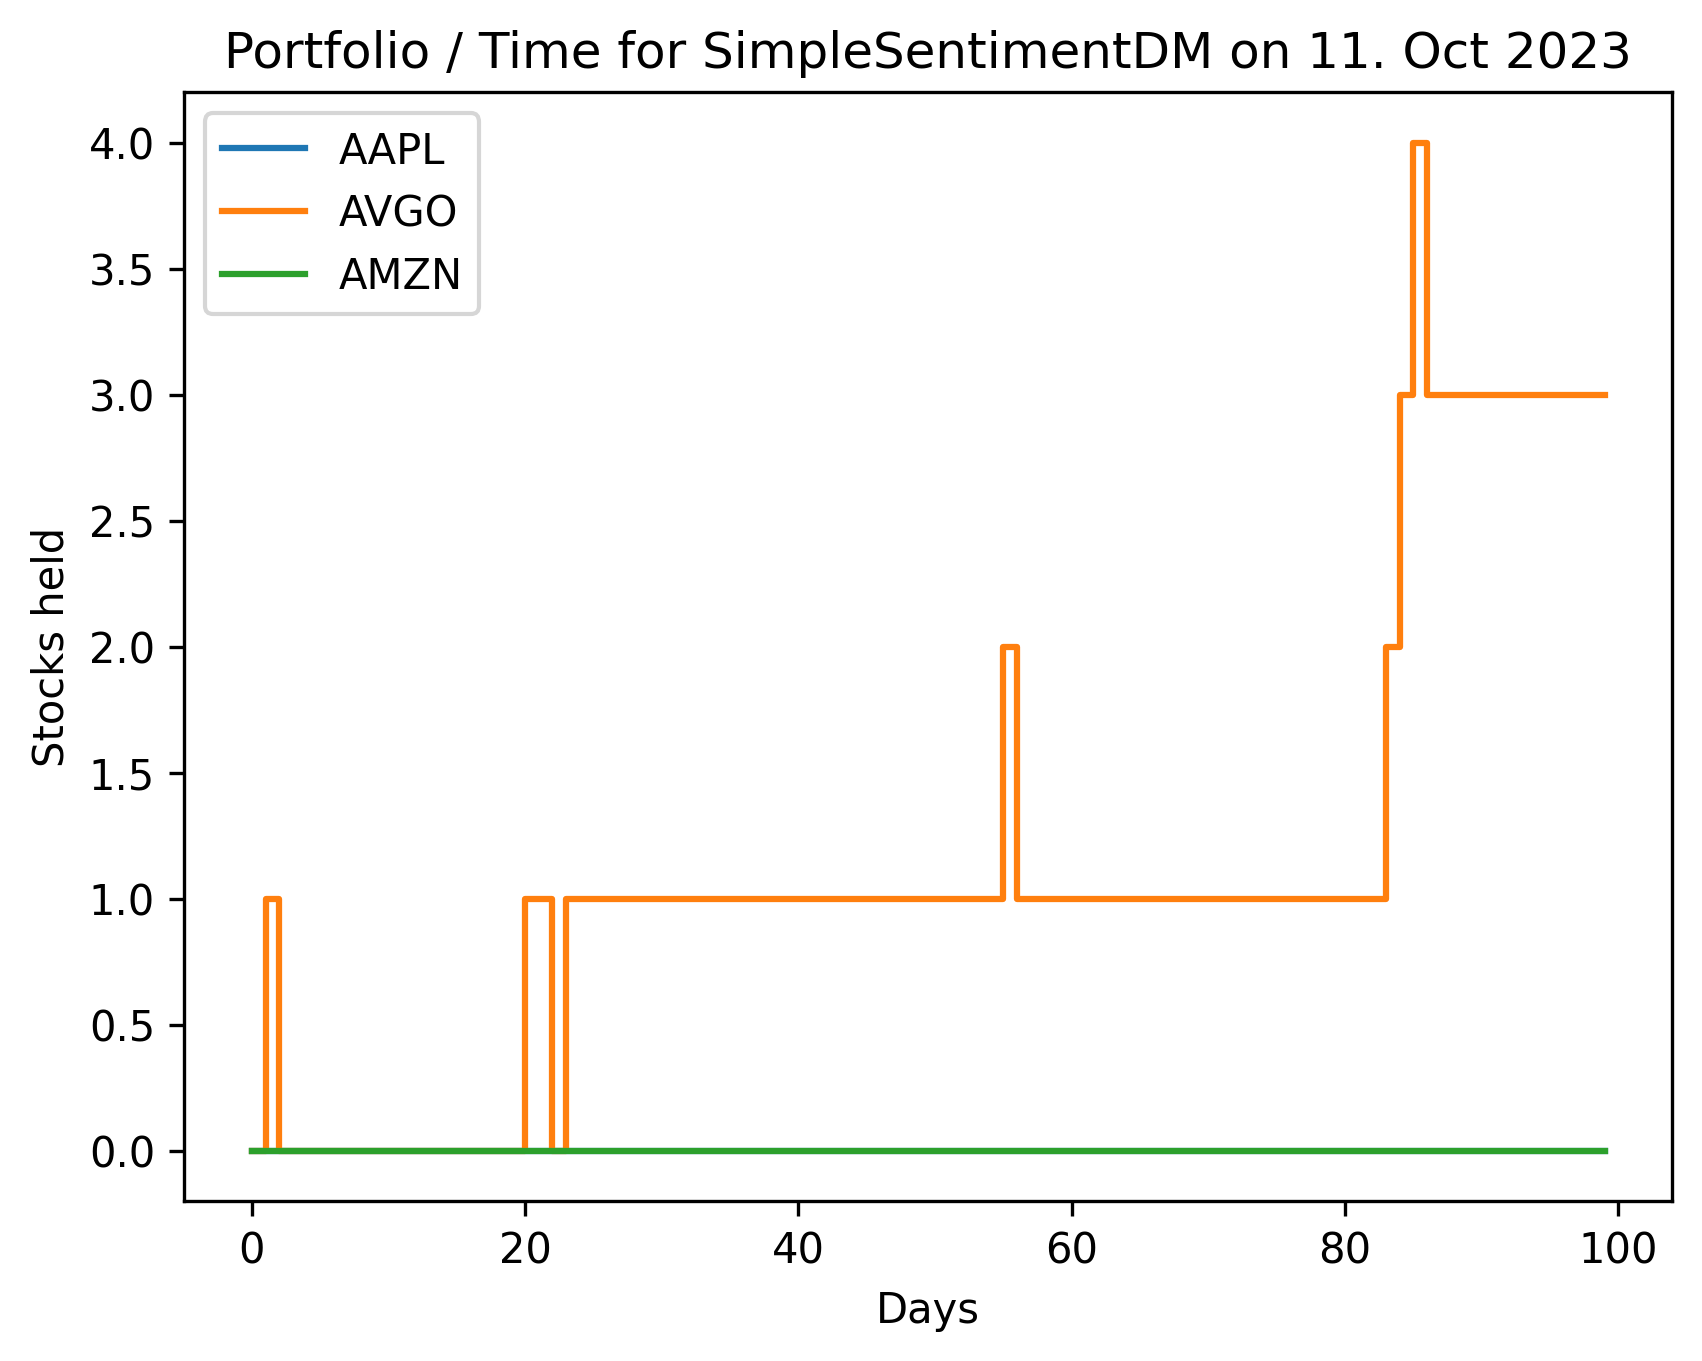 Portfolio / Time for SimpleSentimentDM on 11. Oct 2023
AAPL
AVGO
AMZN
4.0
3.5
3.0
2.5
2.0
1.5
1.0
0.5
0.0
Stocks held
0 20 40 60 80 100
Days